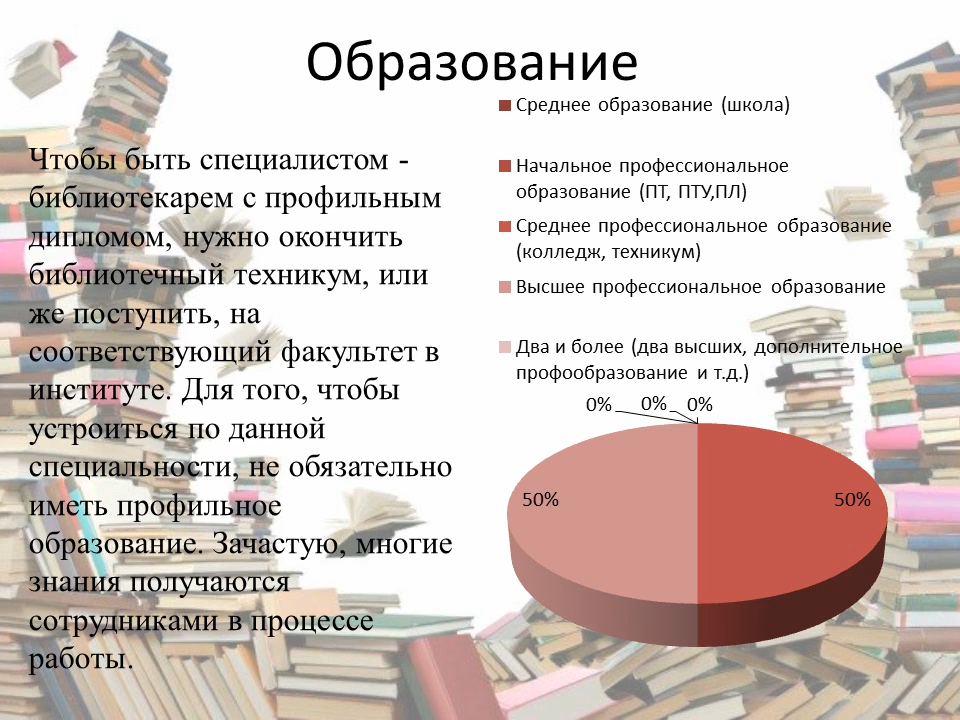 Образование
Чтобы быть специалистом -
библиотекарем с профильным
дипломом, нужно окончить
библиотечный техникум, или
же поступить, на
соответствующий факультет в
институте. Для того, чтобы
устроиться по данной
специальности, не обязательно
иметь профильное
образование. Зачастую, многие
знания получаются
сотрудниками в процессе
работы.
Среднее образование (школа)
Начальное профессиональное
образование (ПТ, ПТУ,ПЛ)
Среднее профессиональное образование
(колледж, техникум)
Высшее профессиональное образование
Два и более (два высших, дополнительное
профообразование и т.д.)
0% 0% 0%
50% 50%